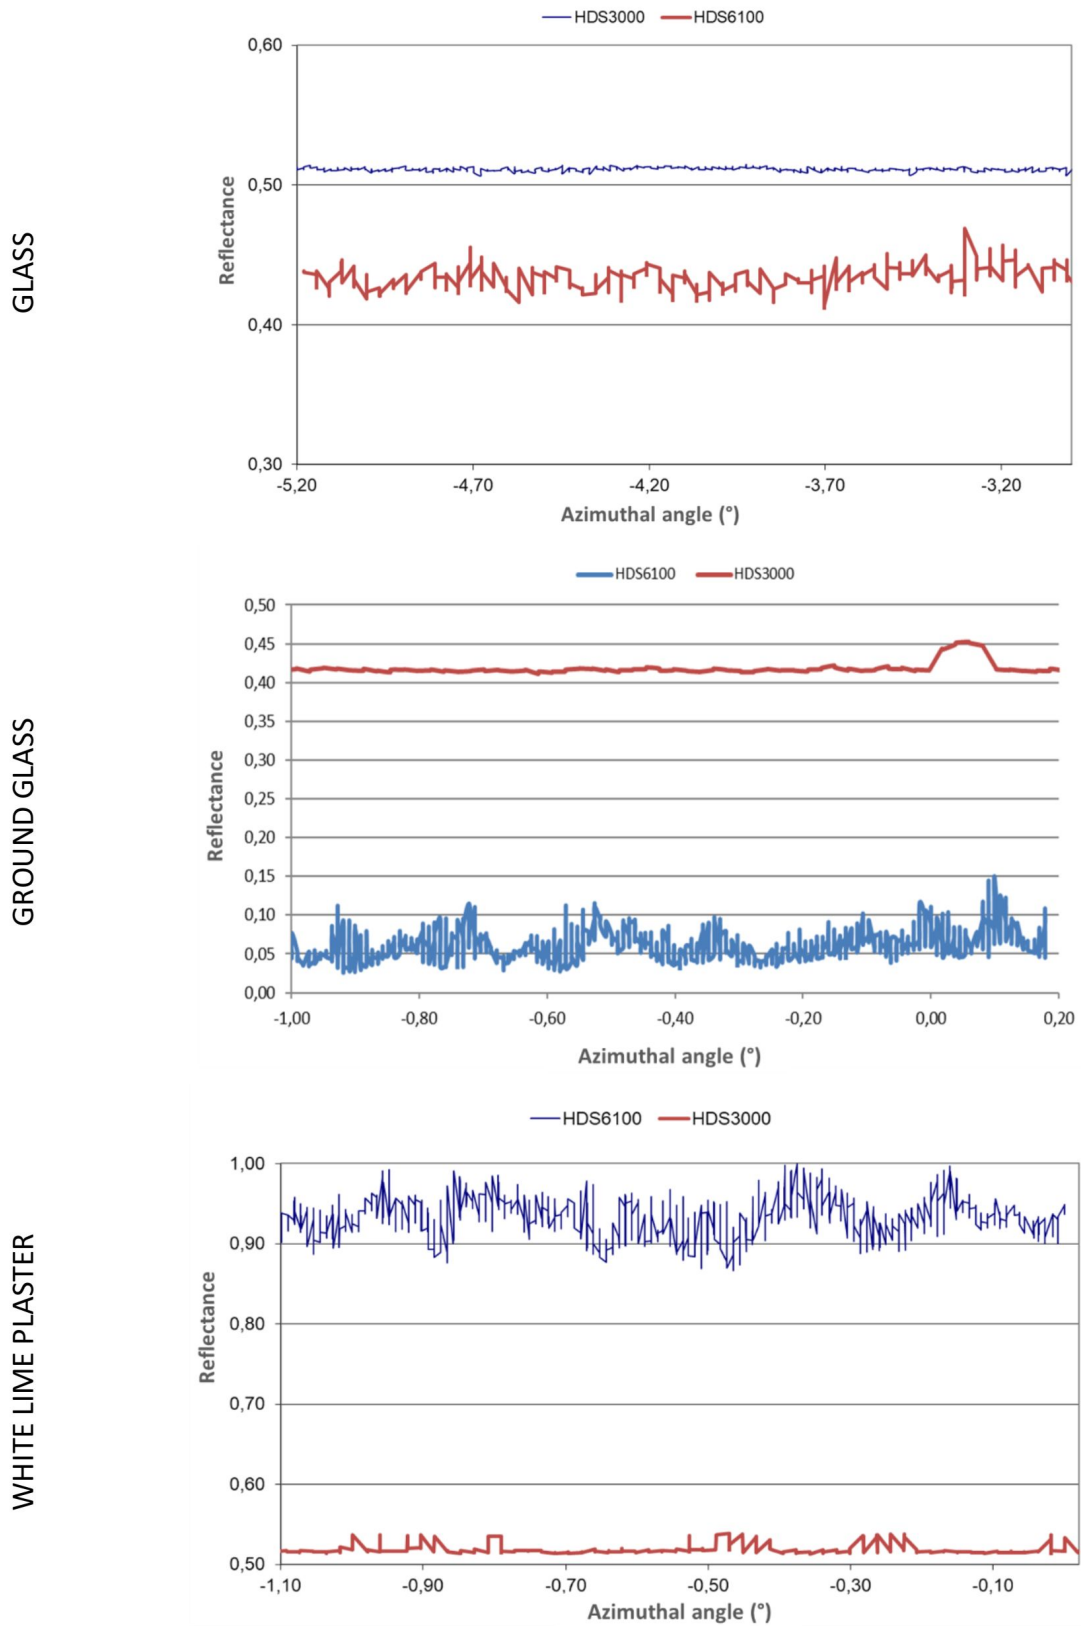 GLASS
HDS3000 HDS6100
0,60
0,50
0,40
0,30
Reflectance
-5,20 -4,70 -4,20 -3,70 -3,20
Azimuthal angle (°)
GROUND GLASS
HDS6100 HDS3000
0,50
0,45
0,40
0,35
0,30
0,25
0,20
0,15
0,10
0,05
0,00
Reflectance
-1,00 -0,80 -0,60 -0,40 -0,20 0,00 0,20
Azimuthal angle (°)
WHITE LIME PLASTER
HDS6100 HDS3000
1,00
0,90
0,80
0,70
0,60
0,50
Reflectance
-1,10 -0,90 -0,70 -0,50 -0,30 -0,10
Azimuthal angle (°)